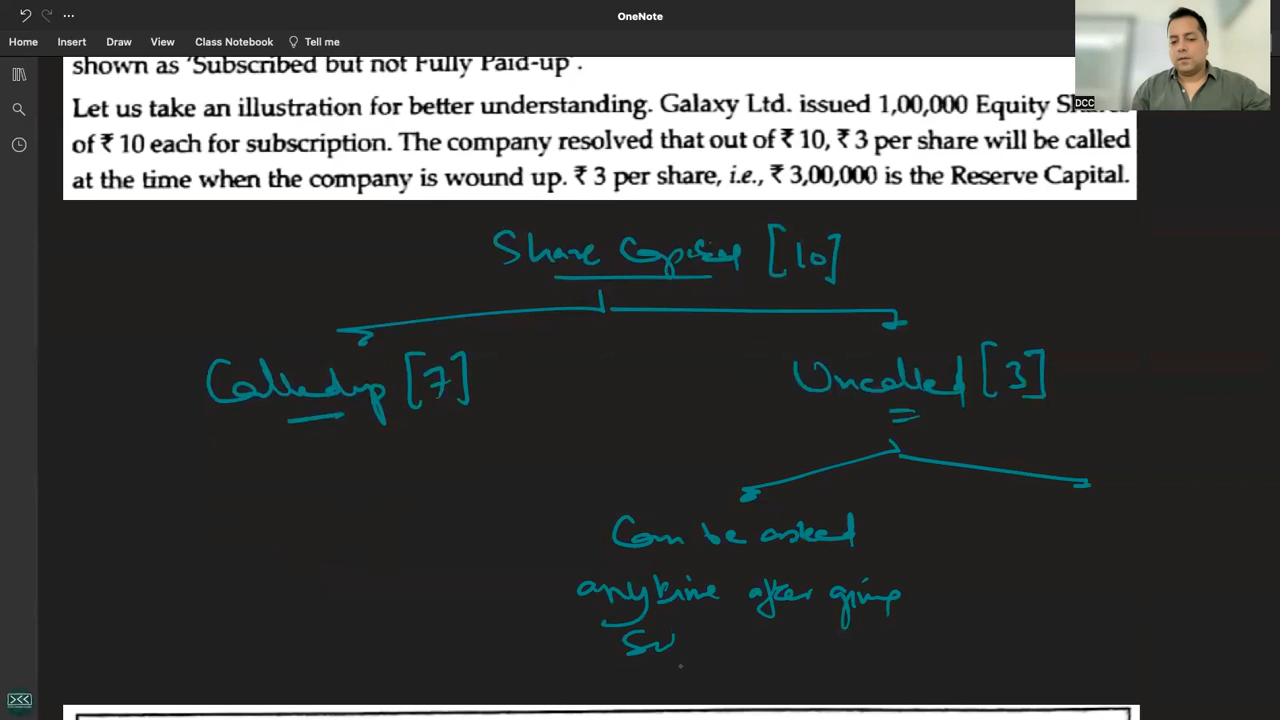 OneNote
Home Insert Draw View Class Notebook Tell me
DCC
shown as 'Subscribed but not Fully Paid-up'.
Let us take an illustration for better understanding. Galaxy Ltd. issued 1,00,000 Equity Shares
of ₹ 10 each for subscription. The company resolved that out of ₹ 10, ₹ 3 per share will be called
at the time when the company is wound up. ₹ 3 per share, i.e., ₹ 3,00,000 is the Reserve Capital.
Share Capital [10]
Calledup [7] Uncalled [3]
Can be asked
anytime after giving